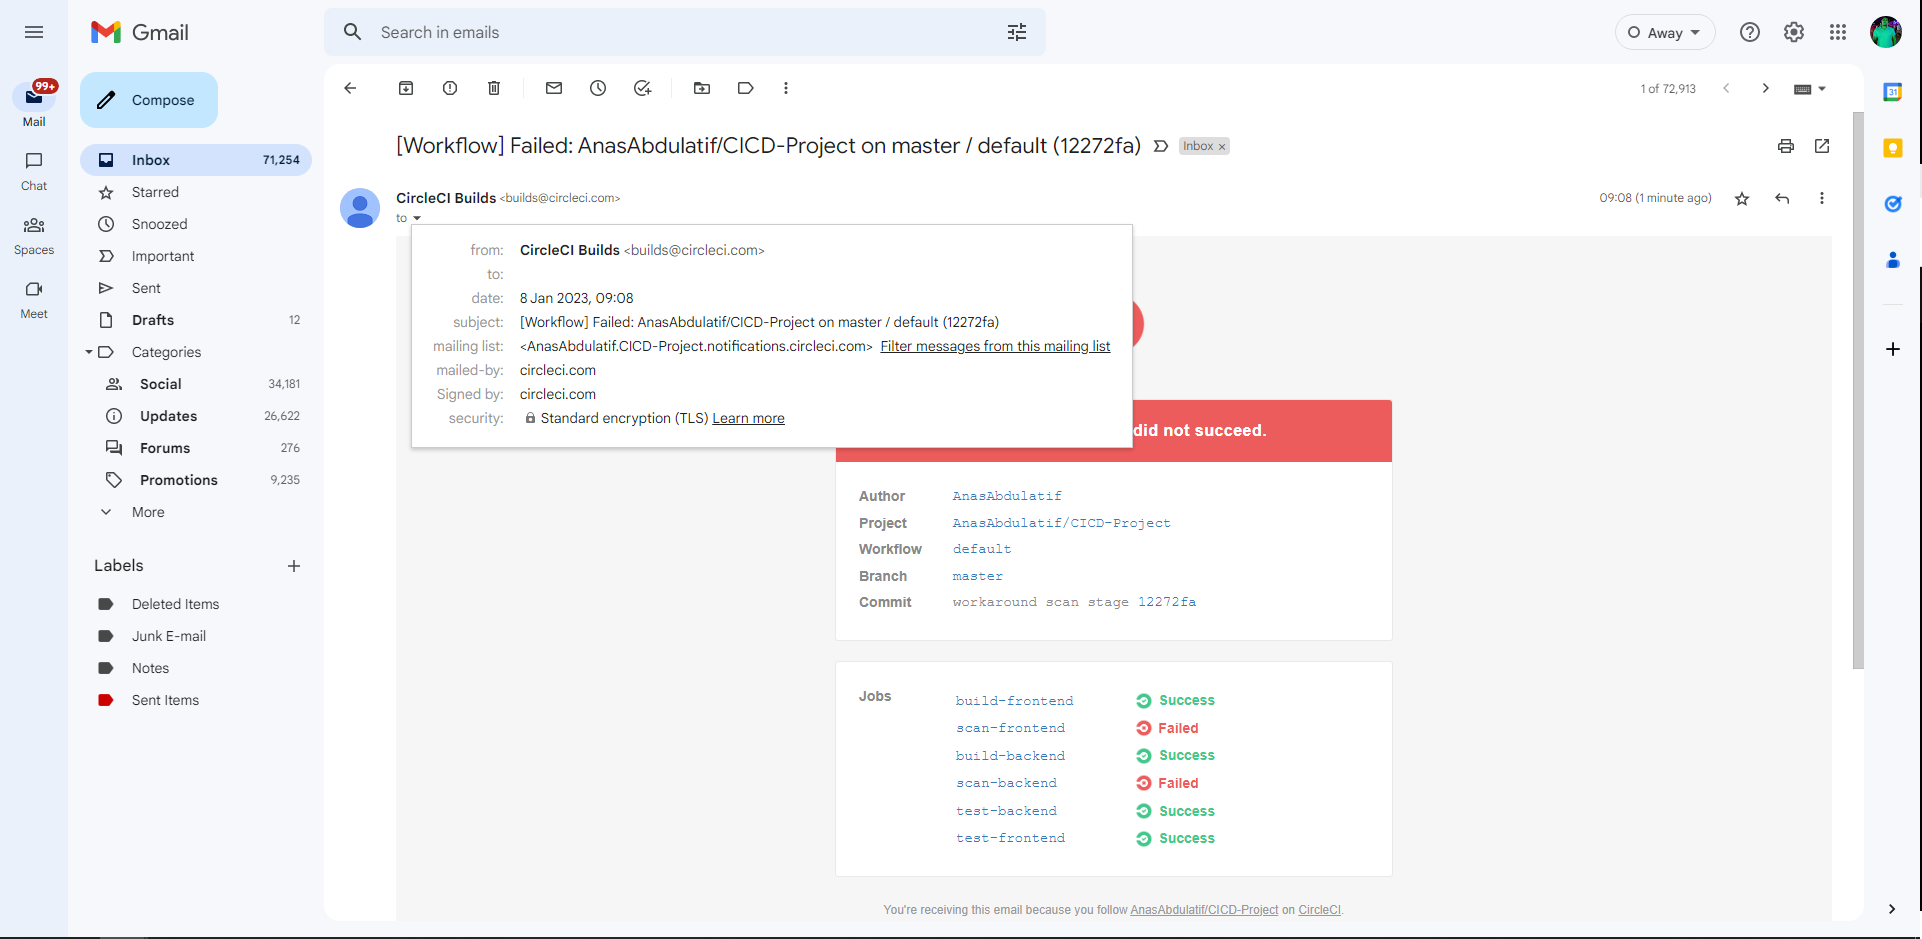 Gmail
Search in emails
Away
99+
Mail
Compose
1 of 72,913
[Workflow] Failed: AnasAbdulatif/CICD-Project on master / default (12272fa)
Inbox ×
Inbox 71,254
Chat
Starred
CircleCI Builds <builds@circleci.com>
09:08 (1 minute ago)
to
Snoozed
Spaces
Important
from: CircleCI Builds <builds@circleci.com>
to:
Sent
date: 8 Jan 2023, 09:08
Meet
Drafts 12
subject: [Workflow] Failed: AnasAbdulatif/CICD-Project on master / default (12272fa)
Categories
mailing list: <AnasAbdulatif.CICD-Project.notifications.circleci.com> Filter messages from this mailing list
mailed-by: circleci.com
Social 34,181
Signed by: circleci.com
Updates 26,622
security: Standard encryption (TLS) Learn more
did not succeed.
Forums 276
Promotions 9,235
More
Author AnasAbdulatif
Project AnasAbdulatif/CICD-Project
Workflow default
Branch master
Commit workaround scan stage 12272fa
Labels
Deleted Items
Junk E-mail
Notes
Sent Items
Jobs
build-frontend Success
scan-frontend Failed
build-backend Success
scan-backend Failed
test-backend Success
test-frontend Success
You're receiving this email because you follow AnasAbdulatif/CICD-Project on CircleCI.
31